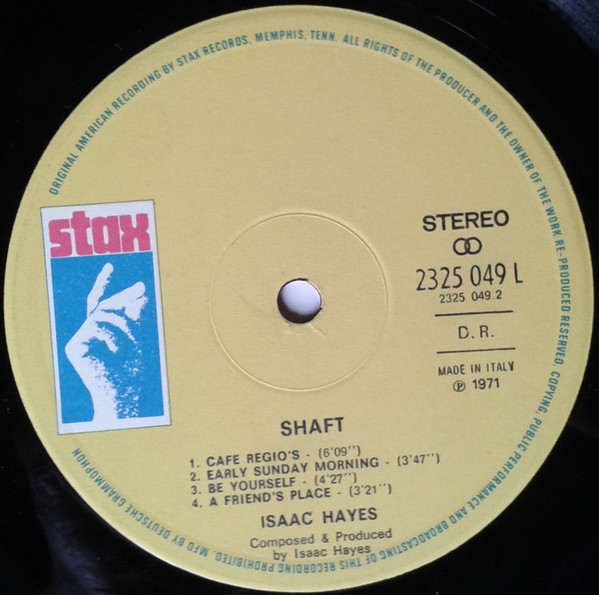 ORIGINAL AMERICAN RECORDING BY STAX RECORDS, MEMPHIS, TENN. ALL RIGHTS OF THE PRODUCER AND THE OWNER OF THE WORK RE-PRODUCED RESERVED. COPYING, PUBLIC PERFORMANCE AND BROADCASTING OF THIS RECORDING PROHIBITED. MFD BY DEUTSCHE GRAMMOPHON
stax
STEREO
2325 049 L
2325 049.2
D.R.
MADE IN ITALY
℗ 1971
SHAFT
1. CAFE REGIO'S - (6'09'')
2. EARLY SUNDAY MORNING - (3'47'')
3. BE YOURSELF - (4'27'')
4. A FRIEND'S PLACE - (3'21'')
ISAAC HAYES
Composed & Produced
by Isaac Hayes